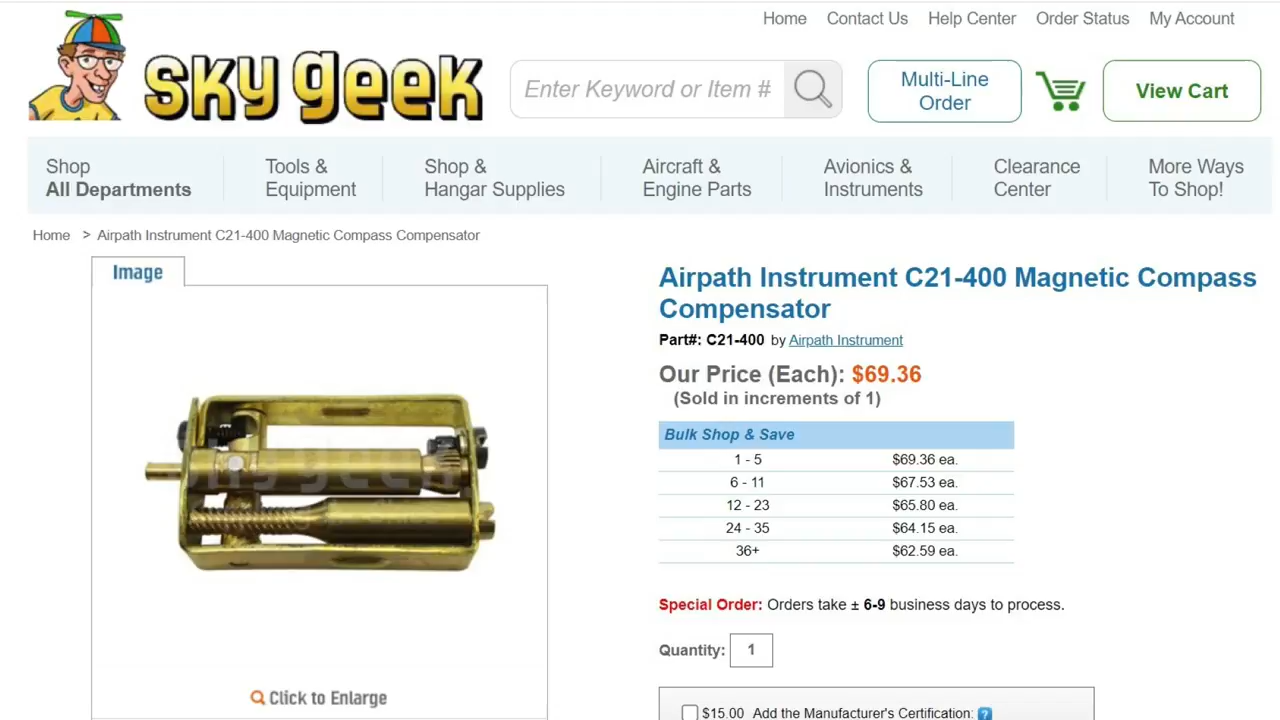 Home Contact Us Help Center Order Status My Account
sky geek
Enter Keyword or Item #
Multi-Line
Order
View Cart
Shop
All Departments
Tools &
Equipment
Shop &
Hangar Supplies
Aircraft &
Engine Parts
Avionics &
Instruments
Clearance
Center
More Ways
To Shop!
Home > Airpath Instrument C21-400 Magnetic Compass Compensator
Image
sky geek
Click to Enlarge
Airpath Instrument C21-400 Magnetic Compass
Compensator
Part#: C21-400 by Airpath Instrument
Our Price (Each): $69.36
(Sold in increments of 1)
Bulk Shop & Save
1 - 5 $69.36 ea.
6 - 11 $67.53 ea.
12 - 23 $65.80 ea.
24 - 35 $64.15 ea.
36+ $62.59 ea.
Special Order: Orders take ± 6-9 business days to process.
Quantity: 1
$15.00 Add the Manufacturer's Certification: ?